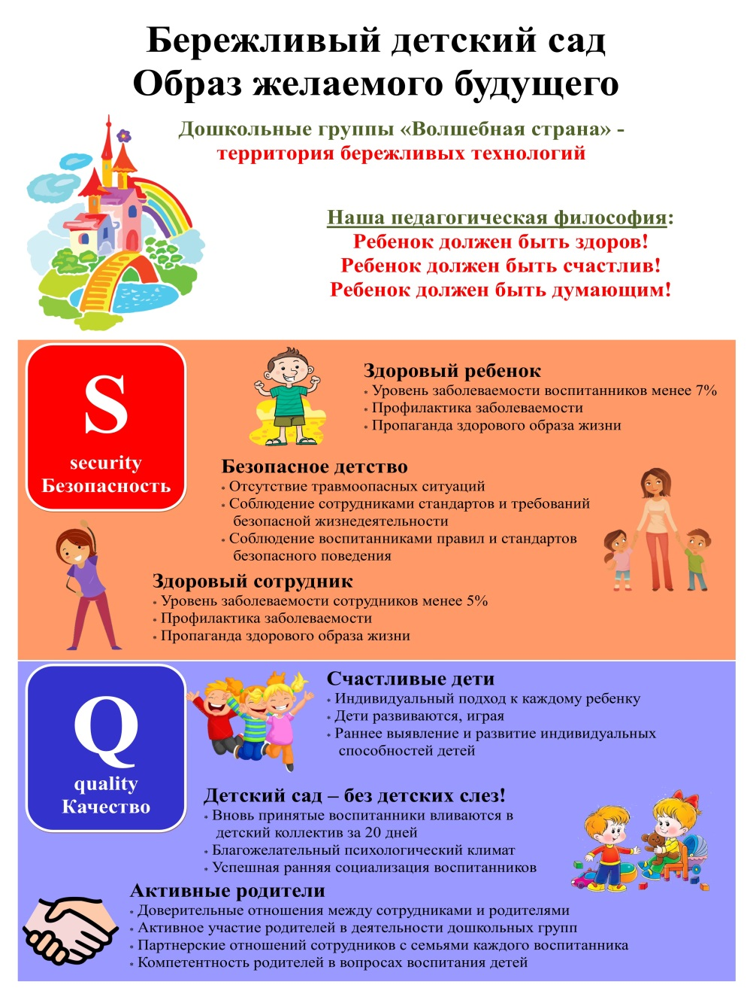 Бережливый детский сад
Образ желаемого будущего
Дошкольные группы «Волшебная страна» -
территория бережливых технологий
Наша педагогическая философия:
Ребенок должен быть здоров!
Ребенок должен быть счастлив!
Ребенок должен быть думающим!
S
security
Безопасность
Здоровый ребенок
* Уровень заболеваемости воспитанников менее 7%
* Профилактика заболеваемости
* Пропаганда здорового образа жизни
Безопасное детство
* Отсутствие травмоопасных ситуаций
* Соблюдение сотрудниками стандартов и требований
безопасной жизнедеятельности
* Соблюдение воспитанниками правил и стандартов
безопасного поведения
Здоровый сотрудник
* Уровень заболеваемости сотрудников менее 5%
* Профилактика заболеваемости
* Пропаганда здорового образа жизни
Q
quality
Качество
Счастливые дети
* Индивидуальный подход к каждому ребенку
* Дети развиваются, играя
* Раннее выявление и развитие индивидуальных
способностей детей
Детский сад – без детских слез!
* Вновь принятые воспитанники вливаются в
детский коллектив за 20 дней
* Благожелательный психологический климат
* Успешная ранняя социализация воспитанников
Активные родители
* Доверительные отношения между сотрудниками и родителями
* Активное участие родителей в деятельности дошкольных групп
* Партнерские отношений сотрудников с семьями каждого воспитанника
* Компетентность родителей в вопросах воспитания детей